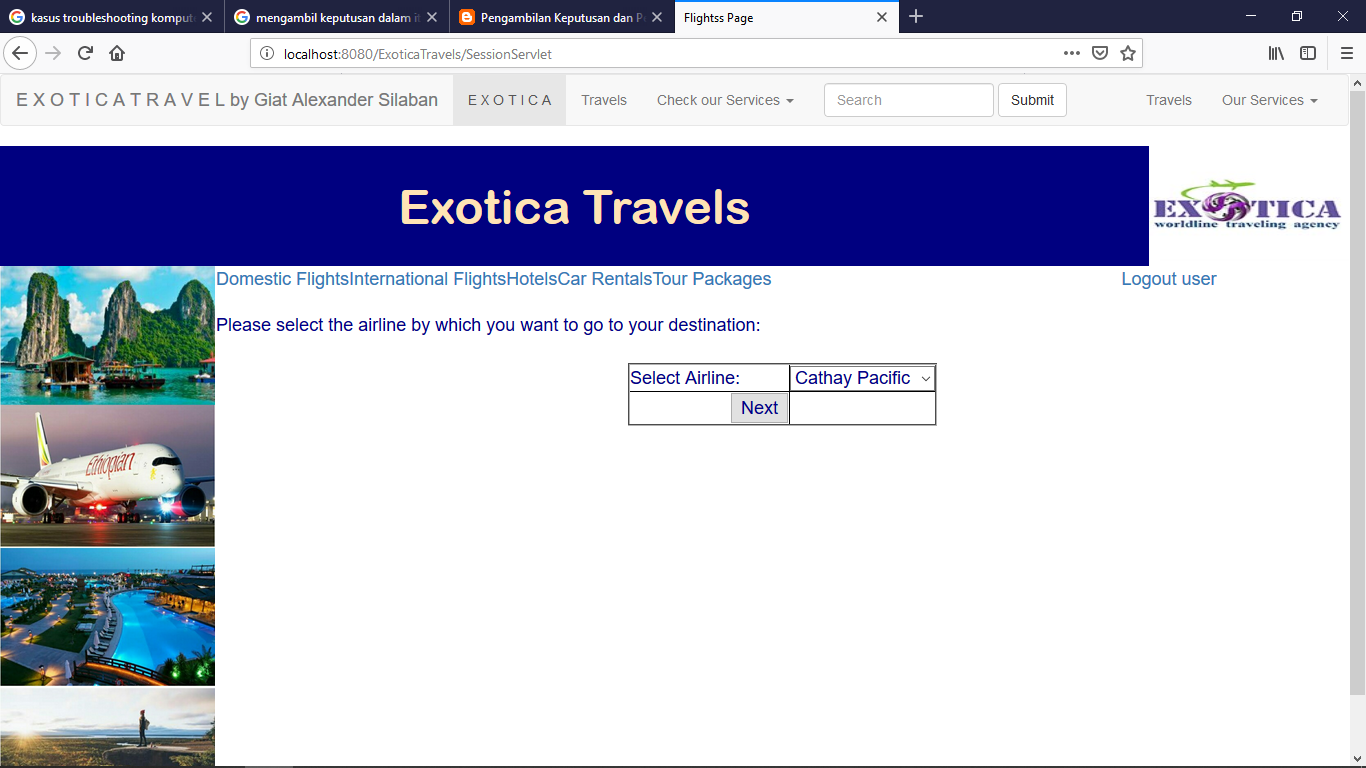 kasus troubleshooting komput
mengambil keputusan dalam it
Pengambilan Keputusan dan P
Flightss Page
localhost:8080/ExoticaTravels/SessionServlet
E X O T I C A T R A V E L by Giat Alexander Silaban
E X O T I C A
Travels
Check our Services
Search
Submit
Travels
Our Services
Exotica Travels
EXOTICA
worldline traveling agency
Domestic FlightsInternational FlightsHotelsCar RentalsTour Packages
Logout user
Please select the airline by which you want to go to your destination:
Select Airline:
Cathay Pacific
Next
Ethiopian